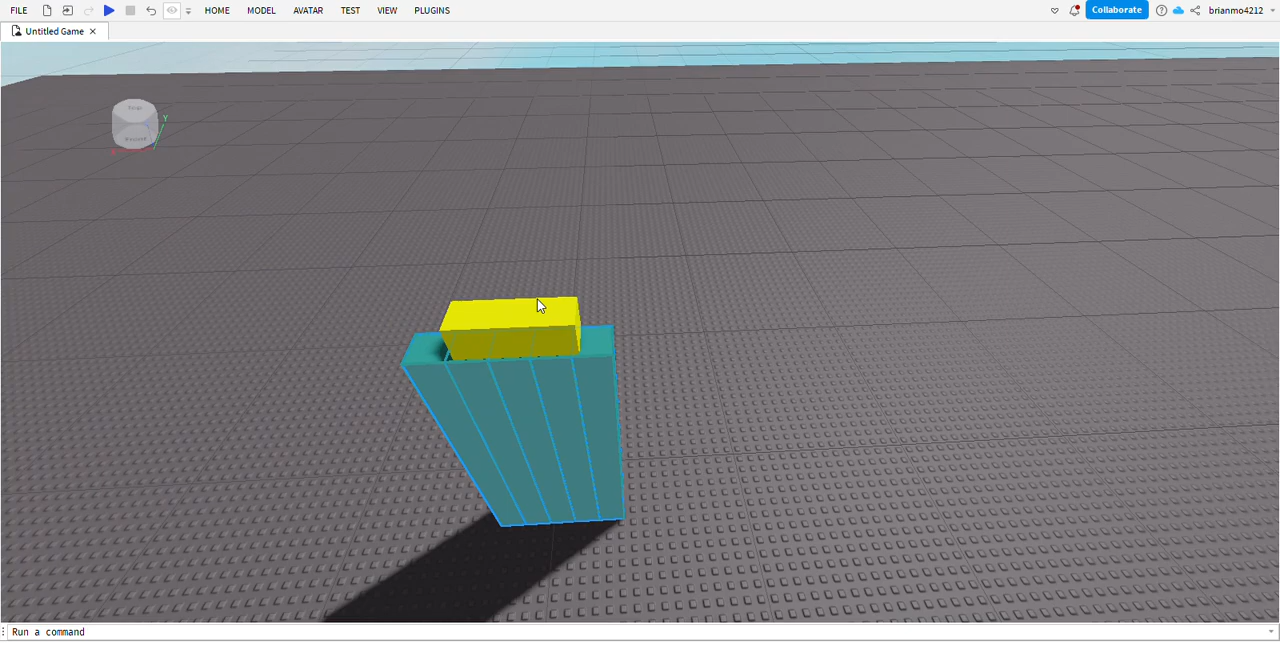 FILE HOME MODEL AVATAR TEST VIEW PLUGINS Collaborate brianmo4212
Untitled Game
Y
Run a command